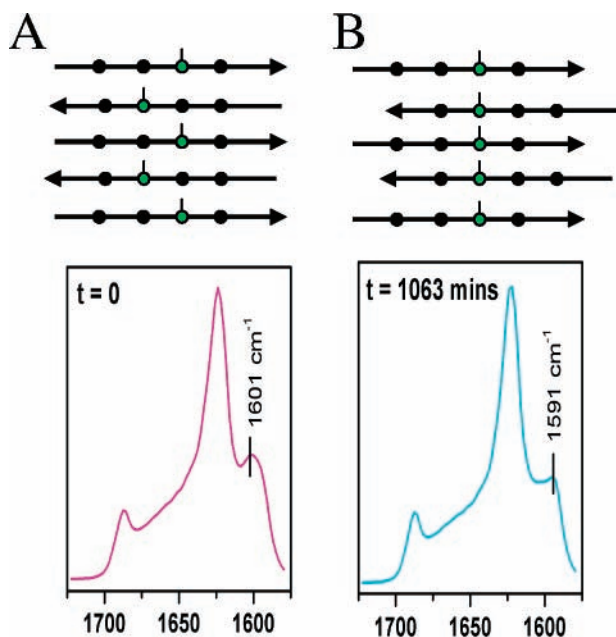 A
B
t = 0
1601 cm-1
1700 1650 1600
t = 1063 mins
1591 cm-1
1700 1650 1600